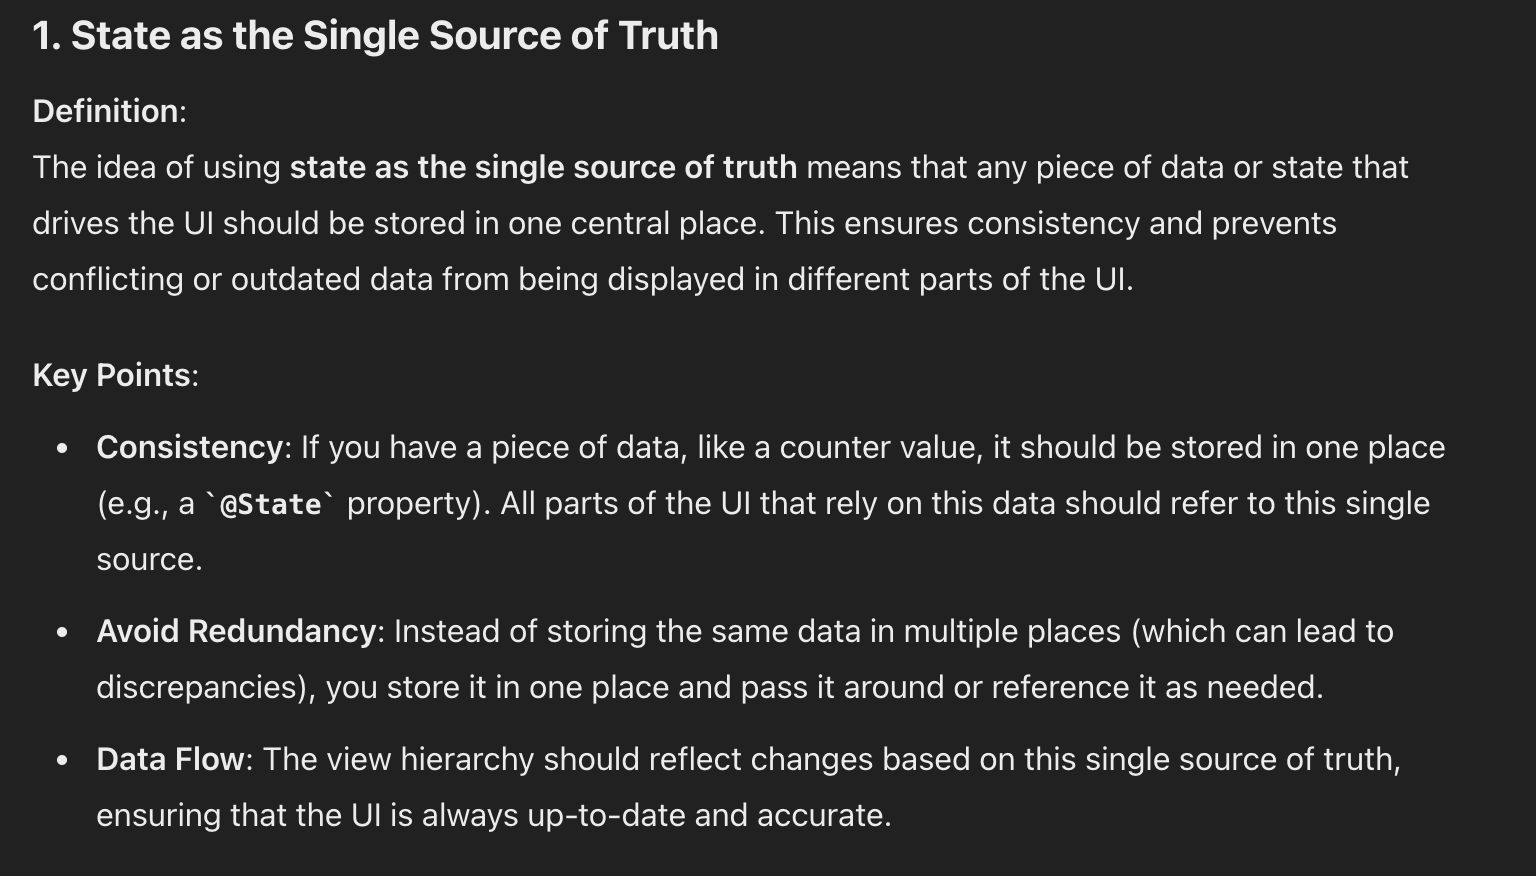 1. State as the Single Source of Truth
Definition:
The idea of using state as the single source of truth means that any piece of data or state that
drives the UI should be stored in one central place. This ensures consistency and prevents
conflicting or outdated data from being displayed in different parts of the UI.
Key Points:
• Consistency: If you have a piece of data, like a counter value, it should be stored in one place
(e.g., a `@State` property). All parts of the UI that rely on this data should refer to this single
source.
• Avoid Redundancy: Instead of storing the same data in multiple places (which can lead to
discrepancies), you store it in one place and pass it around or reference it as needed.
• Data Flow: The view hierarchy should reflect changes based on this single source of truth,
ensuring that the UI is always up-to-date and accurate.